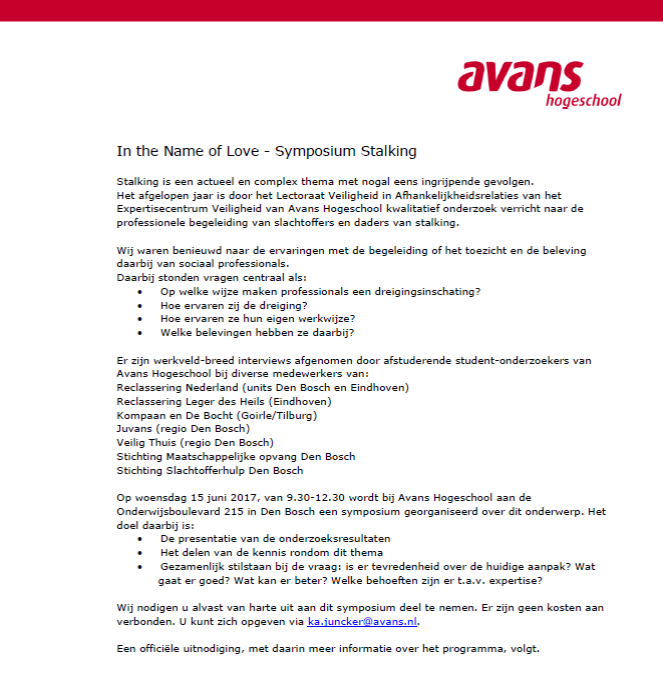 avans
hogeschool
In the Name of Love - Symposium Stalking
Stalking is een actueel en complex thema met nogal eens ingrijpende gevolgen.
Het afgelopen jaar is door het Lectoraat Veiligheid in Afhankelijkheidsrelaties van het
Expertisecentrum Veiligheid van Avans Hogeschool kwalitatief onderzoek verricht naar de
professionele begeleiding van slachtoffers en daders van stalking.
Wij waren benieuwd naar de ervaringen met de begeleiding of het toezicht en de beleving
daarbij van sociaal professionals.
Daarbij stonden vragen centraal als:
• Op welke wijze maken professionals een dreigingsinschating?
• Hoe ervaren zij de dreiging?
• Hoe ervaren ze hun eigen werkwijze?
• Welke belevingen hebben ze daarbij?
Er zijn werkveld-breed interviews afgenomen door afstuderende student-onderzoekers van
Avans Hogeschool bij diverse medewerkers van:
Reclassering Nederland (units Den Bosch en Eindhoven)
Reclassering Leger des Heils (Eindhoven)
Kompaan en De Bocht (Goirle/Tilburg)
Juvans (regio Den Bosch)
Veilig Thuis (regio Den Bosch)
Stichting Maatschappelijke opvang Den Bosch
Stichting Slachtofferhulp Den Bosch
Op woensdag 15 juni 2017, van 9.30-12.30 wordt bij Avans Hogeschool aan de
Onderwijsboulevard 215 in Den Bosch een symposium georganiseerd over dit onderwerp. Het
doel daarbij is:
• De presentatie van de onderzoeksresultaten
• Het delen van de kennis rondom dit thema
• Gezamenlijk stilstaan bij de vraag: is er tevredenheid over de huidige aanpak? Wat
gaat er goed? Wat kan er beter? Welke behoeften zijn er t.a.v. expertise?
Wij nodigen u alvast van harte uit aan dit symposium deel te nemen. Er zijn geen kosten aan
verbonden. U kunt zich opgeven via ka.juncker@avans.nl.
Een officiële uitnodiging, met daarin meer informatie over het programma, volgt.